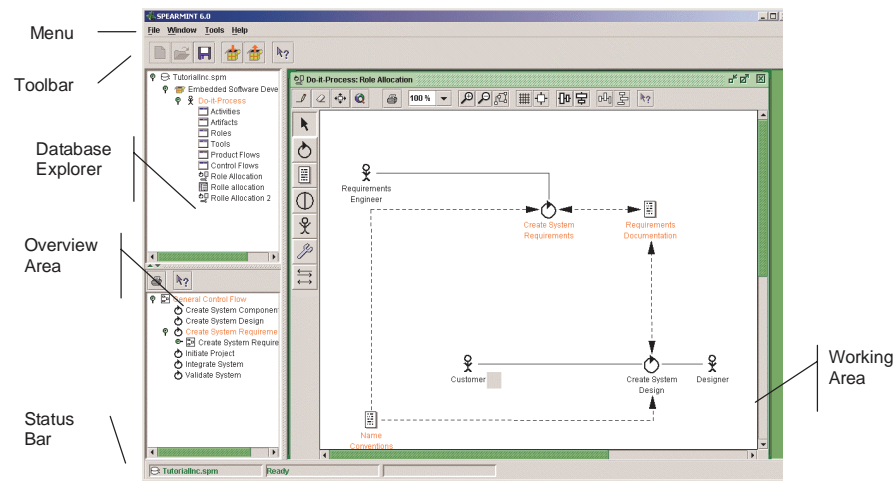 SPEARMINT 6.0
File Window Tools Help
Menu
Toolbar
Database
Explorer
Overview
Area
Status
Bar
Working
Area
TutorialInc.spm
Embedded Software Deve
Do-it-Process
Activities
Artifacts
Roles
Tools
Product Flows
Control Flows
Role Allocation
Rolle allocation
Rolle Allocation 2
General Control Flow
Create System Component
Create System Design
Create System Requireme
Create System Require
Initiate Project
Integrate System
Validate System
Do-it-Process: Role Allocation
100 %
Requirements
Engineer
Create System
Requirements
Requirements
Documentation
Customer
Create System
Design
Designer
Name
Conventions
TutorialInc.spm
Ready